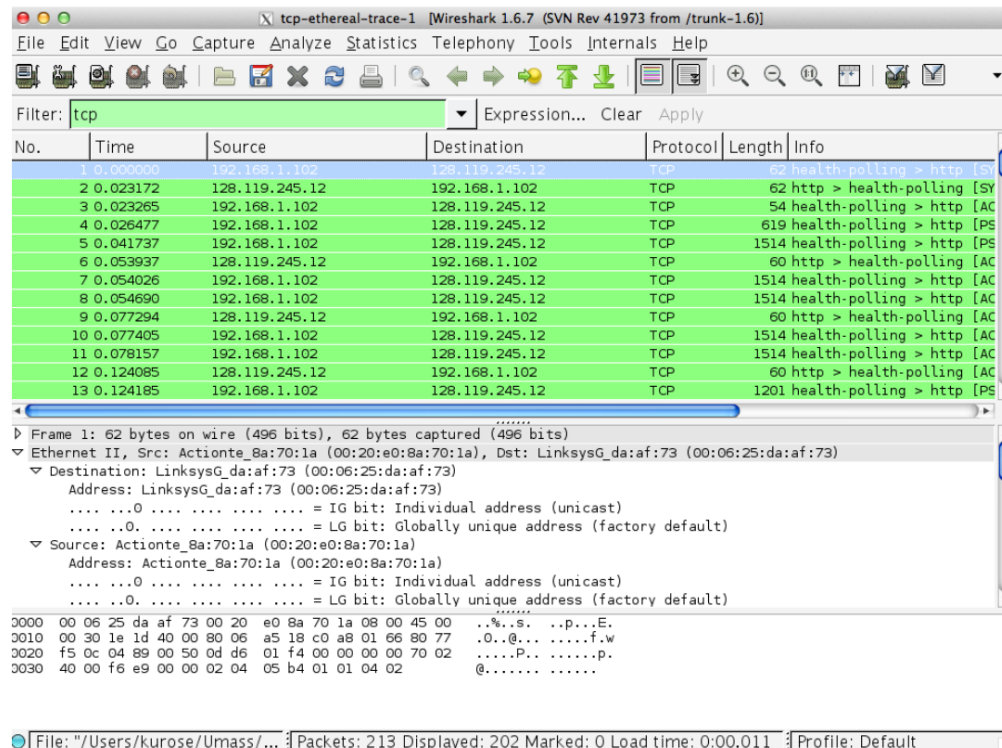 tcp-ethereal-trace-1 [Wireshark 1.6.7 (SVN Rev 41973 from /trunk-1.6)]
File Edit View Go Capture Analyze Statistics Telephony Tools Internals Help
Filter: tcp Expression... Clear Apply
No. Time Source Destination Protocol Length Info
1 0.000000 192.168.1.102 128.119.245.12 TCP 62 health-polling > http [SY
2 0.023172 128.119.245.12 192.168.1.102 TCP 62 http > health-polling [SY
3 0.023265 192.168.1.102 128.119.245.12 TCP 54 health-polling > http [AC
4 0.026477 192.168.1.102 128.119.245.12 TCP 619 health-polling > http [PS
5 0.041737 192.168.1.102 128.119.245.12 TCP 1514 health-polling > http [PS
6 0.053937 128.119.245.12 192.168.1.102 TCP 60 http > health-polling [AC
7 0.054026 192.168.1.102 128.119.245.12 TCP 1514 health-polling > http [AC
8 0.054690 192.168.1.102 128.119.245.12 TCP 1514 health-polling > http [AC
9 0.077294 128.119.245.12 192.168.1.102 TCP 60 http > health-polling [AC
10 0.077405 192.168.1.102 128.119.245.12 TCP 1514 health-polling > http [AC
11 0.078157 192.168.1.102 128.119.245.12 TCP 1514 health-polling > http [AC
12 0.124085 128.119.245.12 192.168.1.102 TCP 60 http > health-polling [AC
13 0.124185 192.168.1.102 128.119.245.12 TCP 1201 health-polling > http [PS
Frame 1: 62 bytes on wire (496 bits), 62 bytes captured (496 bits)
Ethernet II, Src: Actionte_8a:70:1a (00:20:e0:8a:70:1a), Dst: LinksysG_da:af:73 (00:06:25:da:af:73)
Destination: LinksysG_da:af:73 (00:06:25:da:af:73)
Address: LinksysG_da:af:73 (00:06:25:da:af:73)
.... ...0 .... .... .... .... = IG bit: Individual address (unicast)
.... ..0. .... .... .... .... = LG bit: Globally unique address (factory default)
Source: Actionte_8a:70:1a (00:20:e0:8a:70:1a)
Address: Actionte_8a:70:1a (00:20:e0:8a:70:1a)
.... ...0 .... .... .... .... = IG bit: Individual address (unicast)
.... ..0. .... .... .... .... = LG bit: Globally unique address (factory default)
0000 00 06 25 da af 73 00 20 e0 8a 70 1a 08 00 45 00 ..%..s. ..p...E.
0010 00 30 1e 1d 40 00 80 06 a5 18 c0 a8 01 66 80 77 .0..@... .....f.w
0020 f5 0c 04 89 00 50 0d d6 01 f4 00 00 00 00 70 02 .....P.. ......p.
0030 40 00 f6 e9 00 00 02 04 05 b4 01 01 04 02 @....... ......
File: "/Users/kurose/Umass/... Packets: 213 Displayed: 202 Marked: 0 Load time: 0:00.011 Profile: Default